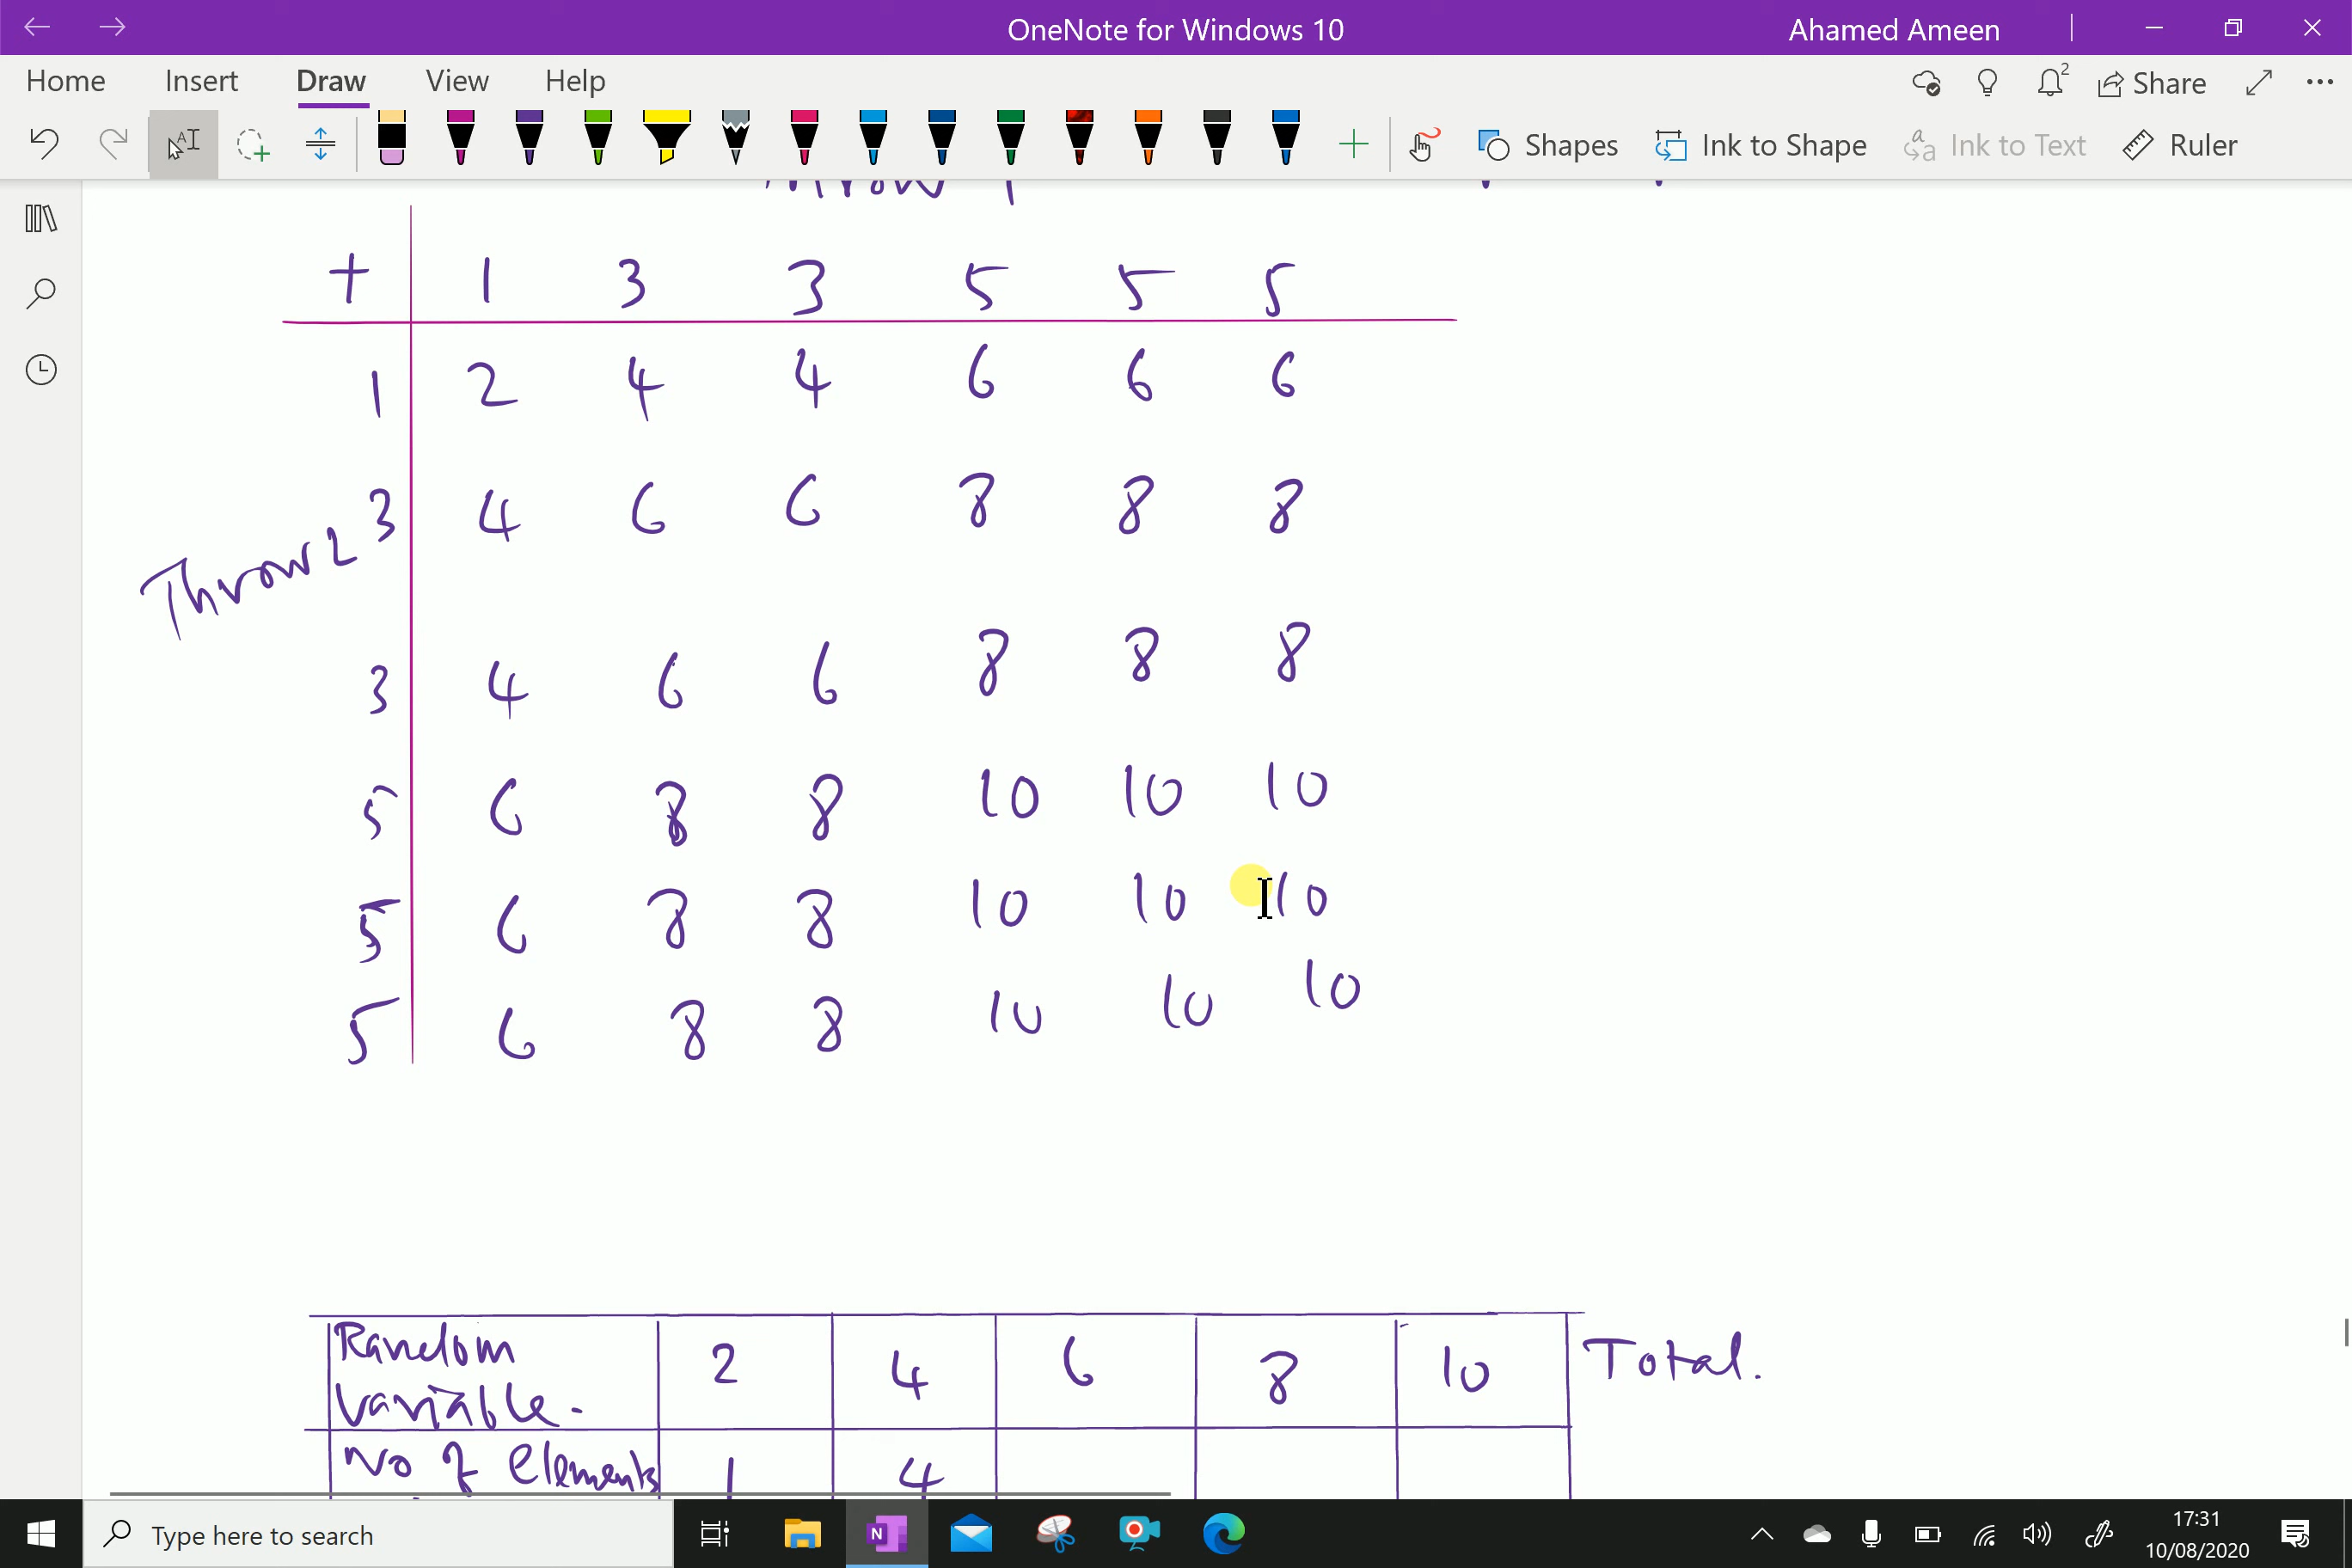 OneNote for Windows 10
Ahamed Ameen
Home Insert Draw View Help
2
Share
Shapes
Ink to Shape
Ink to Text
Ruler
Throw 1
+ 1 3 3 5 5 5
1 2 4 4 6 6 6
Throw 2
3 4 6 6 8 8 8
3 4 6 6 8 8 8
5 6 8 8 10 10 10
5 6 8 8 10 10 10
5 6 8 8 10 10 10
Random 2 4 6 8 10 Total.
variable.
No of elements 1 4
Type here to search
17:31
10/08/2020